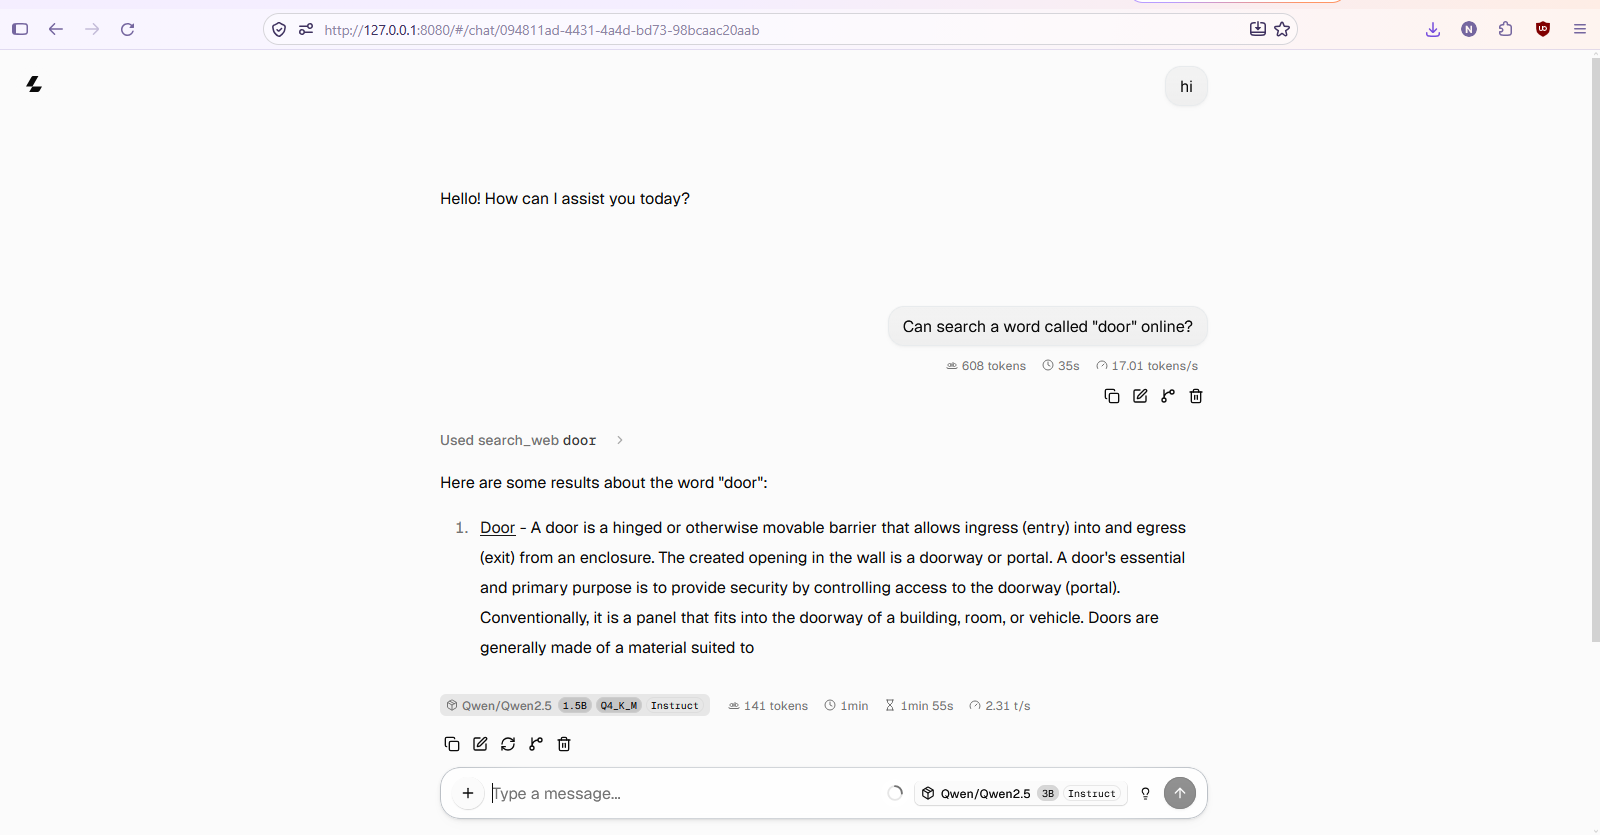 http://127.0.0.1:8080/#/chat/094811ad-4431-4a4d-bd73-98bcaac20aab
N
hi
Hello! How can I assist you today?
Can search a word called "door" online?
608 tokens 35s 17.01 tokens/s
Used search_web door
Here are some results about the word "door":
1. Door - A door is a hinged or otherwise movable barrier that allows ingress (entry) into and egress
(exit) from an enclosure. The created opening in the wall is a doorway or portal. A door's essential
and primary purpose is to provide security by controlling access to the doorway (portal).
Conventionally, it is a panel that fits into the doorway of a building, room, or vehicle. Doors are
generally made of a material suited to
Qwen/Qwen2.5 1.5B Q4_K_M Instruct 141 tokens 1min 1min 55s 2.31 t/s
Type a message... Qwen/Qwen2.5 3B Instruct